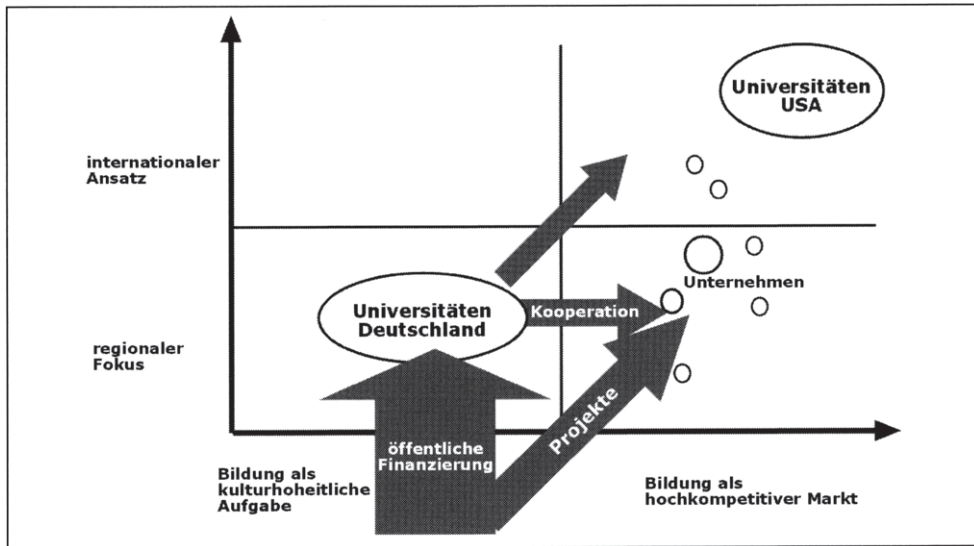 Universitäten
USA
internationaler
Ansatz
Unternehmen
Universitäten
Deutschland
Kooperation
regionaler
Fokus
Projekte
öffentliche
Finanzierung
Bildung als
kulturhoheitliche
Aufgabe
Bildung als
hochkompetitiver Markt